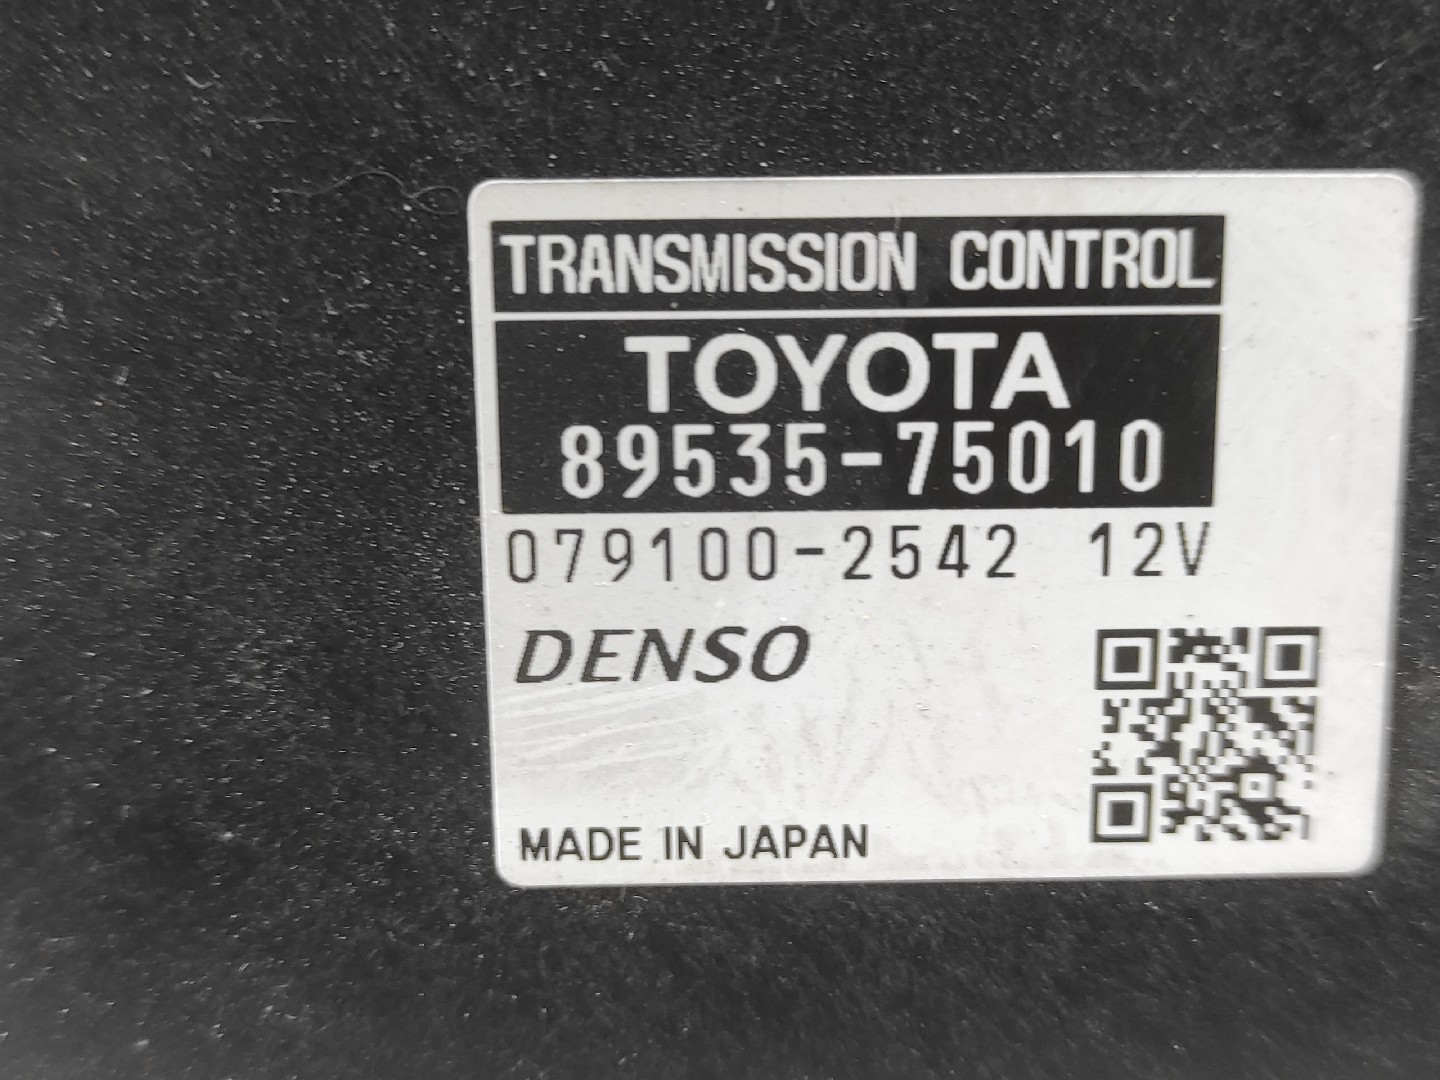 TRANSMISSION CONTROL
TOYOTA
89535-75010
079100-2542 12V
DENSO
MADE IN JAPAN